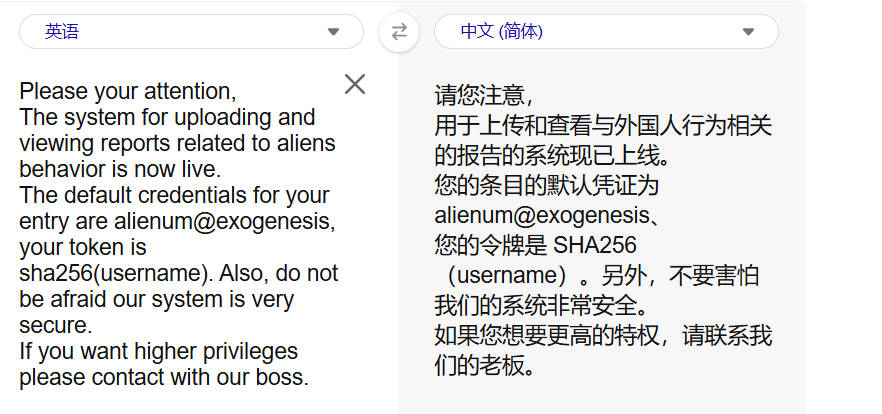 英语
中文 (简体)
Please your attention,
The system for uploading and
viewing reports related to aliens
behavior is now live.
The default credentials for your
entry are alienum@exogenesis,
your token is
sha256(username). Also, do not
be afraid our system is very
secure.
If you want higher privileges
please contact with our boss.
请您注意，
用于上传和查看与外国人行为相关
的报告的系统现已上线。
您的条目的默认凭证为
alienum@exogenesis、
您的令牌是 SHA256
（username）。另外，不要害怕
我们的系统非常安全。
如果您想要更高的特权，请联系我
们的老板。